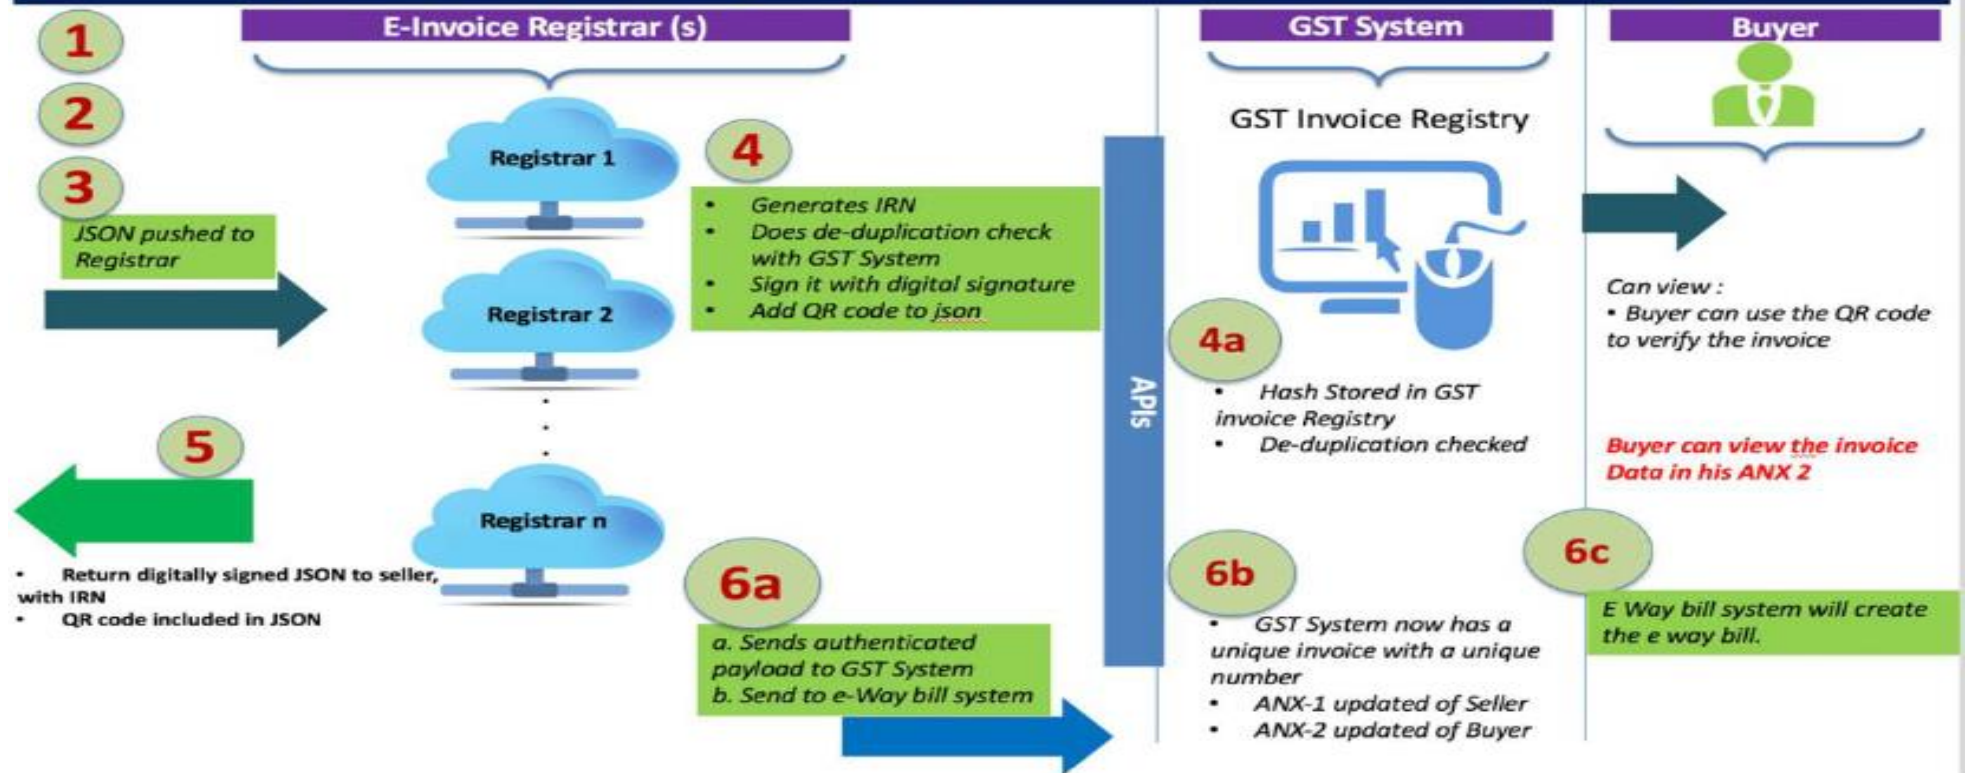 E-Invoice Registrar (s)
GST System
Buyer
1
2
3
JSON pushed to
Registrar
Registrar 1
Registrar 2
Registrar n
4
• Generates IRN
• Does de-duplication check
with GST System
• Sign it with digital signature
• Add QR code to json
5
• Return digitally signed JSON to seller,
with IRN
• QR code included in JSON
6a
a. Sends authenticated
payload to GST System
b. Send to e-Way bill system
APIs
GST Invoice Registry
4a
• Hash Stored in GST
invoice Registry
• De-duplication checked
6b
• GST System now has a
unique invoice with a unique
number
• ANX-1 updated of Seller
• ANX-2 updated of Buyer
Can view :
• Buyer can use the QR code
to verify the invoice
Buyer can view the invoice
Data in his ANX 2
6c
E Way bill system will create
the e way bill.